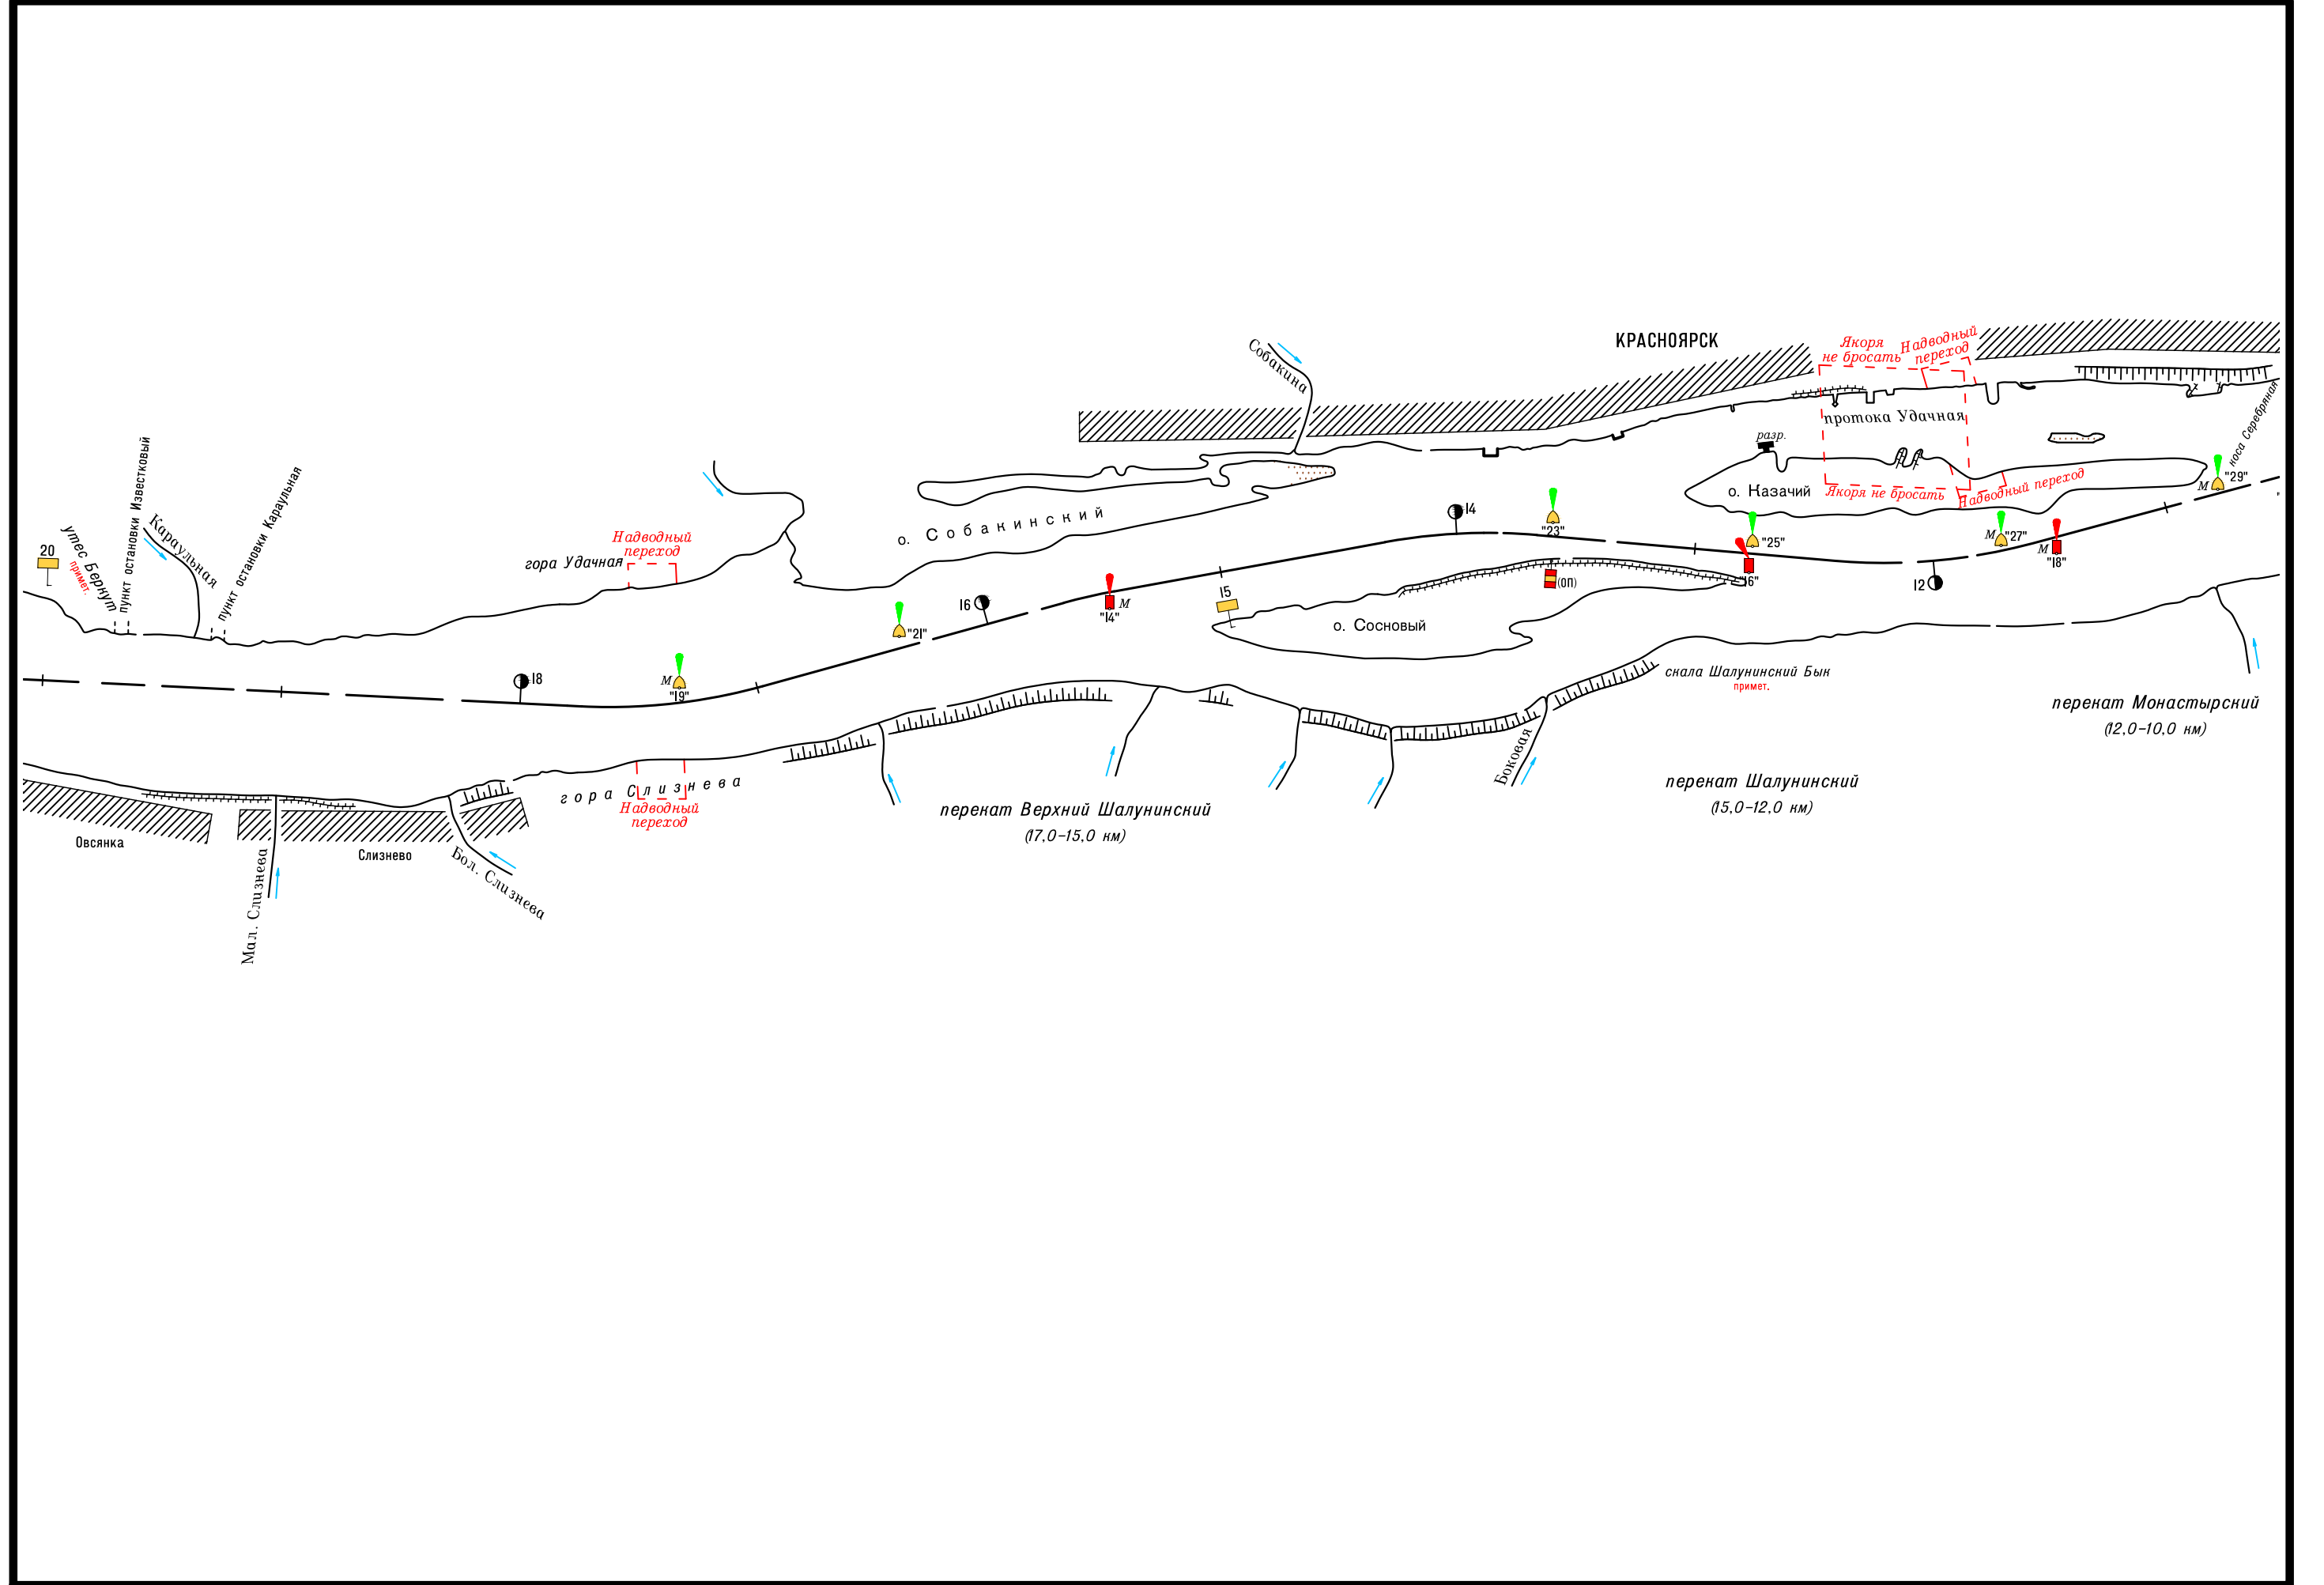 КРАСНОЯРСК
Якоря
не бросать
Надводный
переход
Собакина
протока Удачная
разр.
коса Серебряная
о. Казачий
Якоря не бросать
Надводный переход
М
"29"
14
"23"
"25"
М
"27"
М
"18"
"16"
12
(ОП)
о. Собакинский
20
утес Бернут
примет.
пункт остановки Известковый
Караульная
пункт остановки Караульная
Надводный
переход
гора Удачная
16
15
"14"
М
"21"
о. Сосновый
18
М
"19"
скала Шалунинский Бык
примет.
перекат Монастырский
(12,0-10,0 км)
Боковая
перекат Шалунинский
(15,0-12,0 км)
гора Слизнева
Надводный
переход
перекат Верхний Шалунинский
(17,0-15,0 км)
Овсянка
Слизнево
Мал. Слизнева
Бол. Слизнева